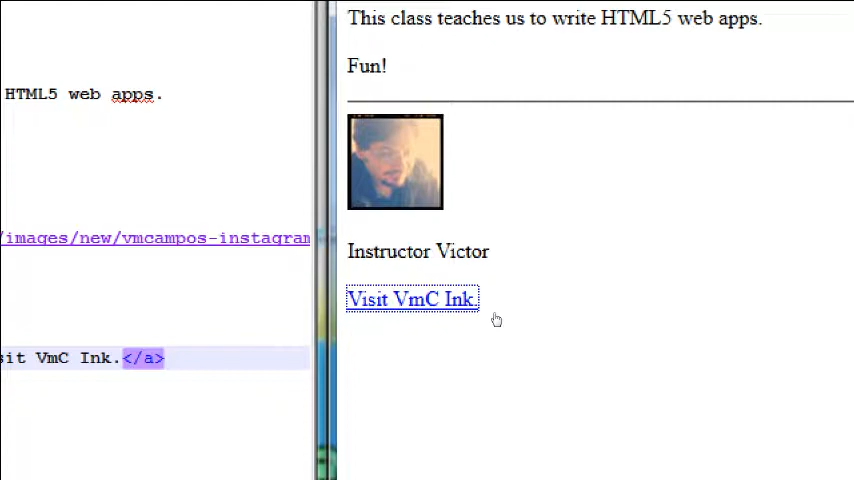 HTML5 web apps.
/images/new/vmcampos-instagram
sit VmC Ink.</a>
This class teaches us to write HTML5 web apps.
Fun!
Instructor Victor
Visit VmC Ink.